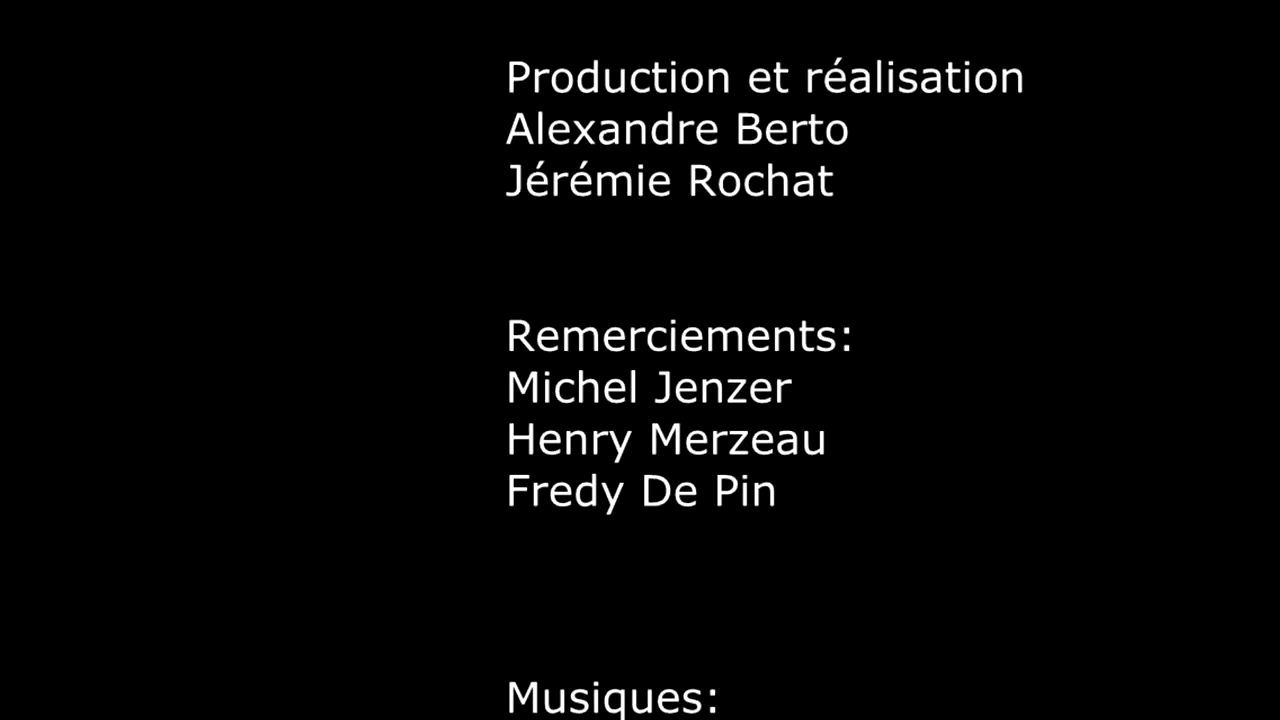 Production et réalisation
Alexandre Berto
Jérémie Rochat
Remerciements:
Michel Jenzer
Henry Merzeau
Fredy De Pin
Musiques: